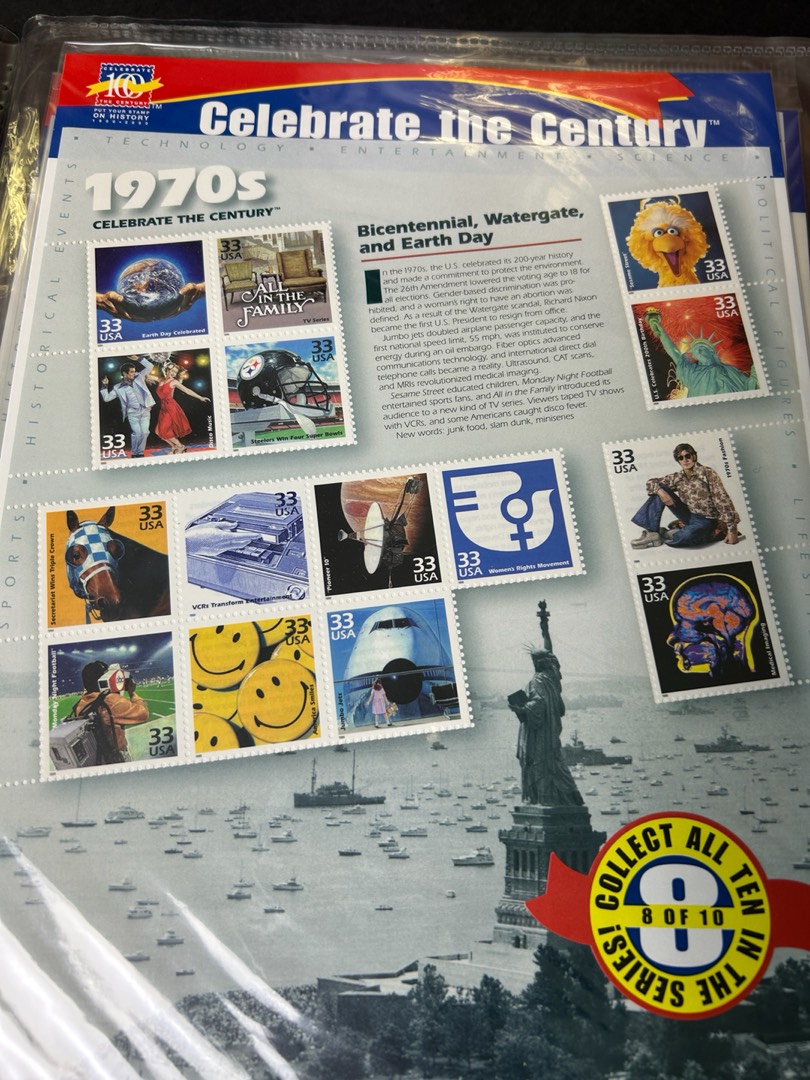 CELEBRATE
100
THE CENTURY™
PUT YOUR STAMP
ON HISTORY
Celebrate the Century™
TECHNOLOGY • ENTERTAINMENT • SCIENCE •
HISTORICAL EVENTS
SPORTS
POLITICAL FIGURES
1970s
CELEBRATE THE CENTURY™
Bicentennial, Watergate,
and Earth Day
In the 1970s, the U.S. celebrated its 200-year history
and made a commitment to protect the environment.
The 26th Amendment lowered the voting age to 18 for
all elections. Gender-based discrimination was pro-
hibited, and a woman's right to have an abortion was
defined. As a result of the Watergate scandal, Richard Nixon
became the first U.S. President to resign from office.
Jumbo jets doubled airplane passenger capacity, and the
first national speed limit, 55 mph, was instituted to conserve
energy during an oil embargo. Fiber optics advanced
communications technology, and international direct dial
telephone calls became a reality. Ultrasound, CAT scans,
and MRIs revolutionized medical imaging.
Sesame Street educated children, Monday Night Football
entertained sports fans, and All in the Family introduced its
audience to a new kind of TV series. Viewers taped TV shows
with VCRs, and some Americans caught disco fever.
New words: junk food, slam dunk, miniseries
33
USA
Earth Day Celebrated
33
USA
ALL
IN THE
FAMILY
TV Series
Sesame Street
33
USA
33
USA
Disco Music
33
USA
Steelers
Steelers Win Four Super Bowls
U.S. Celebrates 200th Birthday
33
USA
33
USA
Secretariat Wins Triple Crown
33
USA
VCRs Transform Entertainment
Pioneer 10
33
USA
33
USA
Women's Rights Movement
33
USA
1970s Fashion
Monday Night Football
33
USA
33
USA
America Smiles
33
USA
Jumbo Jets
33
USA
Medical Imaging
COLLECT ALL TEN IN THE SERIES!
8
8 OF 10